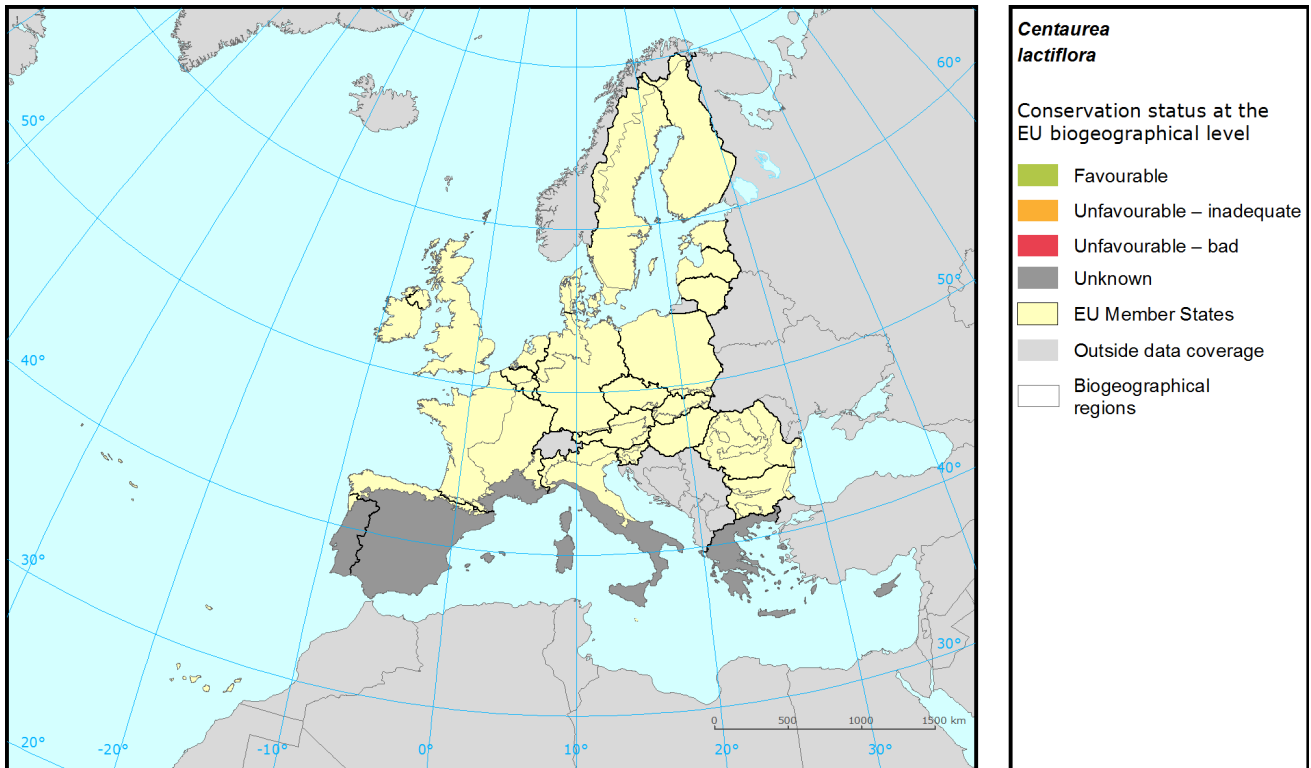 Centaurea
lactiflora
Conservation status at the
EU biogeographical level
Favourable
Unfavourable – inadequate
Unfavourable – bad
Unknown
EU Member States
Outside data coverage
Biogeographical
regions
60°
50°
50°
40°
40°
30°
30°
0 500 1000 1500 km
20° -20° -10° 0° 10° 20° 30°